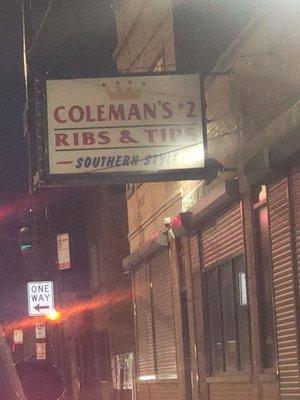 COLEMAN'S #2
RIBS & TIPS
SOUTHERN STYLE
ONE WAY